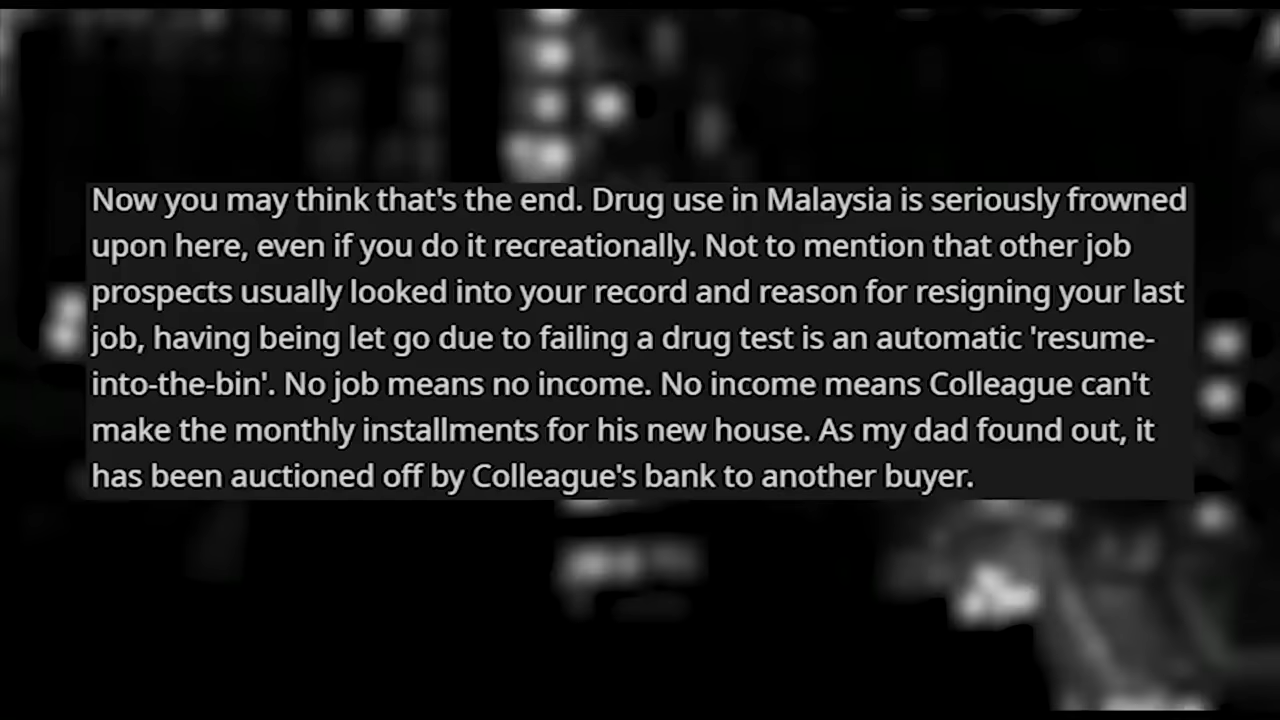 Now you may think that's the end. Drug use in Malaysia is seriously frowned
upon here, even if you do it recreationally. Not to mention that other job
prospects usually looked into your record and reason for resigning your last
job, having being let go due to failing a drug test is an automatic 'resume-
into-the-bin'. No job means no income. No income means Colleague can't
make the monthly installments for his new house. As my dad found out, it
has been auctioned off by Colleague's bank to another buyer.